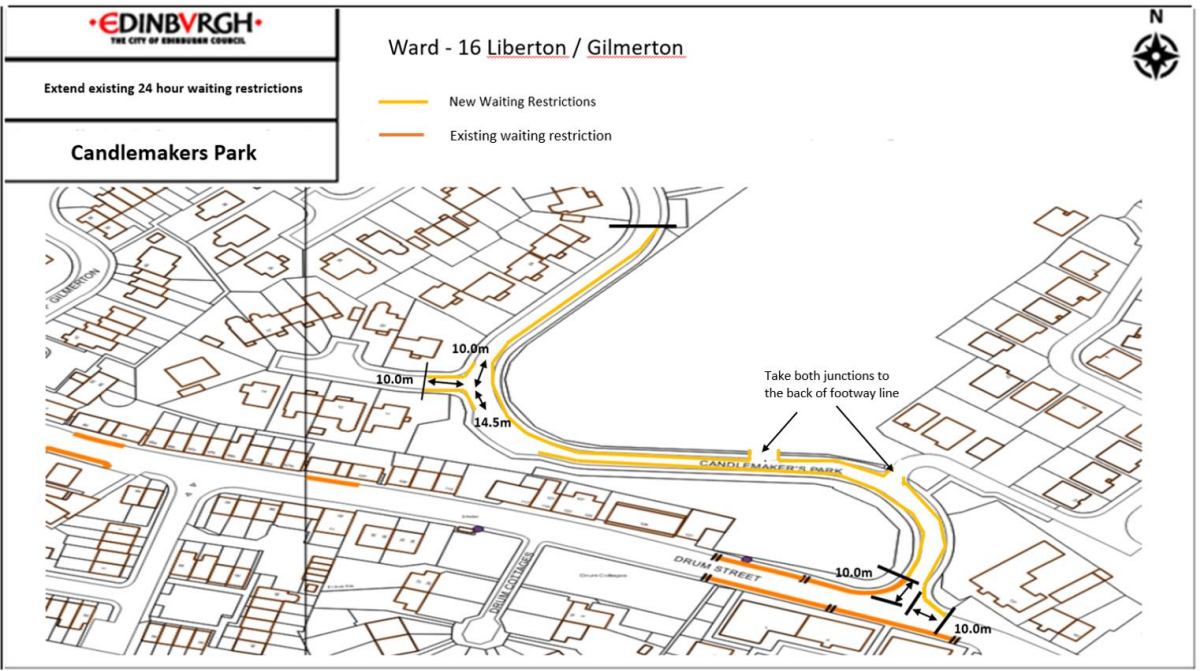 EDINBVRGH
THE CITY OF EDINBURGH COUNCIL
Extend existing 24 hour waiting restrictions
Candlemakers Park
Ward - 16 Liberton / Gilmerton
New Waiting Restrictions
Existing waiting restriction
N
GILMERTON
10.0m
10.0m
14.5m
Take both junctions to
the back of footway line
CANDLEMAKER'S PARK
DRUM STREET
DRUM COTTAGES
Drum Cottages
10.0m
10.0m